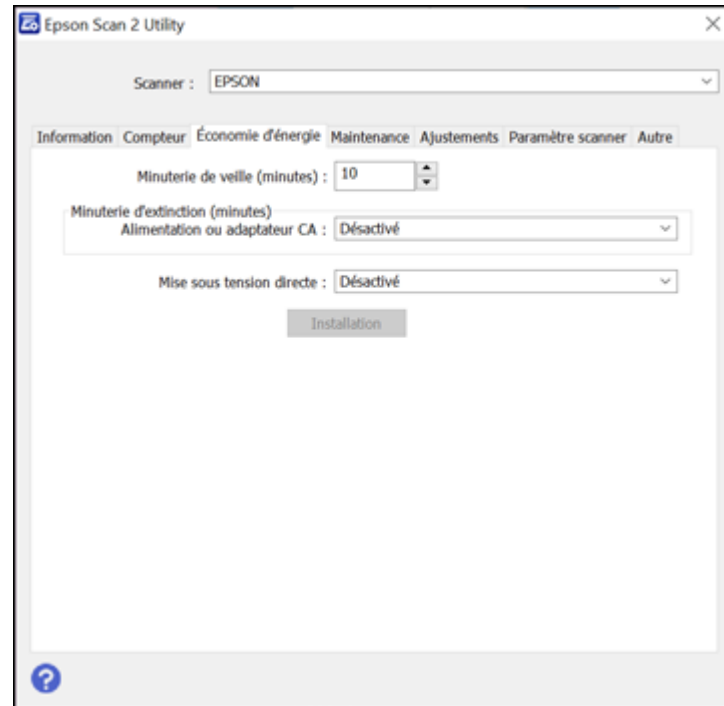 Epson Scan 2 Utility
Scanner : EPSON
Information Compteur Économie d'énergie Maintenance Ajustements Paramètre scanner Autre
Minuterie de veille (minutes) : 10
Minuterie d'extinction (minutes)
Alimentation ou adaptateur CA : Désactivé
Mise sous tension directe : Désactivé
Installation
?